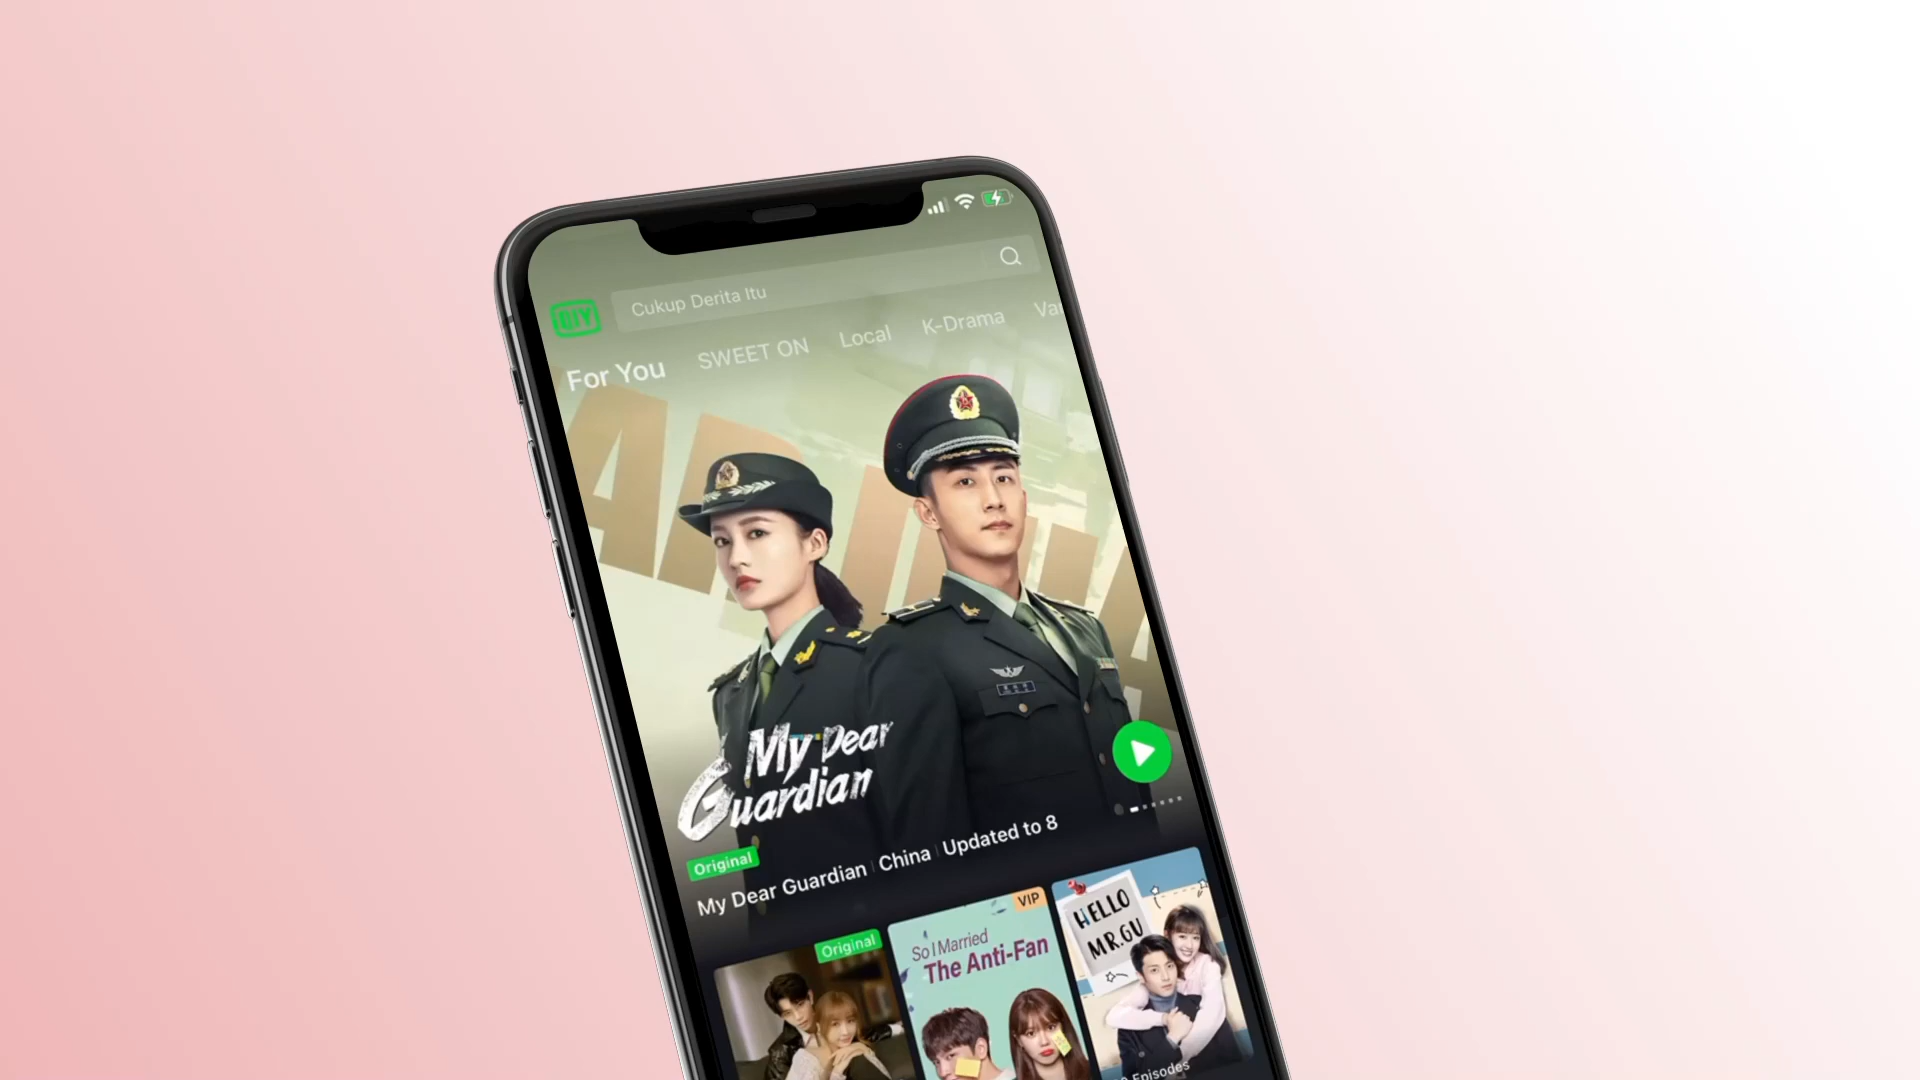 iQIYI
Cukup Derita Itu
For You
SWEET ON
Local
K-Drama
My Dear
Guardian
Original
My Dear Guardian | China | Updated to 8
Original
VIP
So I Married
The Anti-Fan
HELLO
MR.GU
Episodes